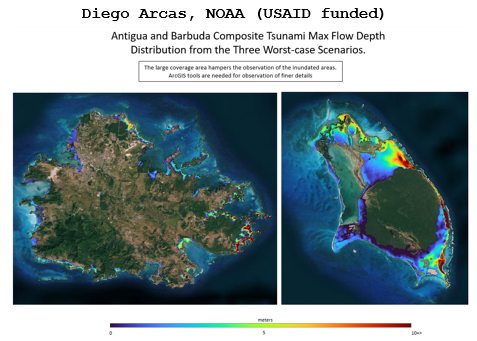 Diego Arcas, NOAA (USAID funded)
Antigua and Barbuda Composite Tsunami Max Flow Depth
Distribution from the Three Worst-case Scenarios.
The large coverage area hampers the observation of the inundated areas.
ArcGIS tools are needed for observation of finer details
meters
0 5 10=>